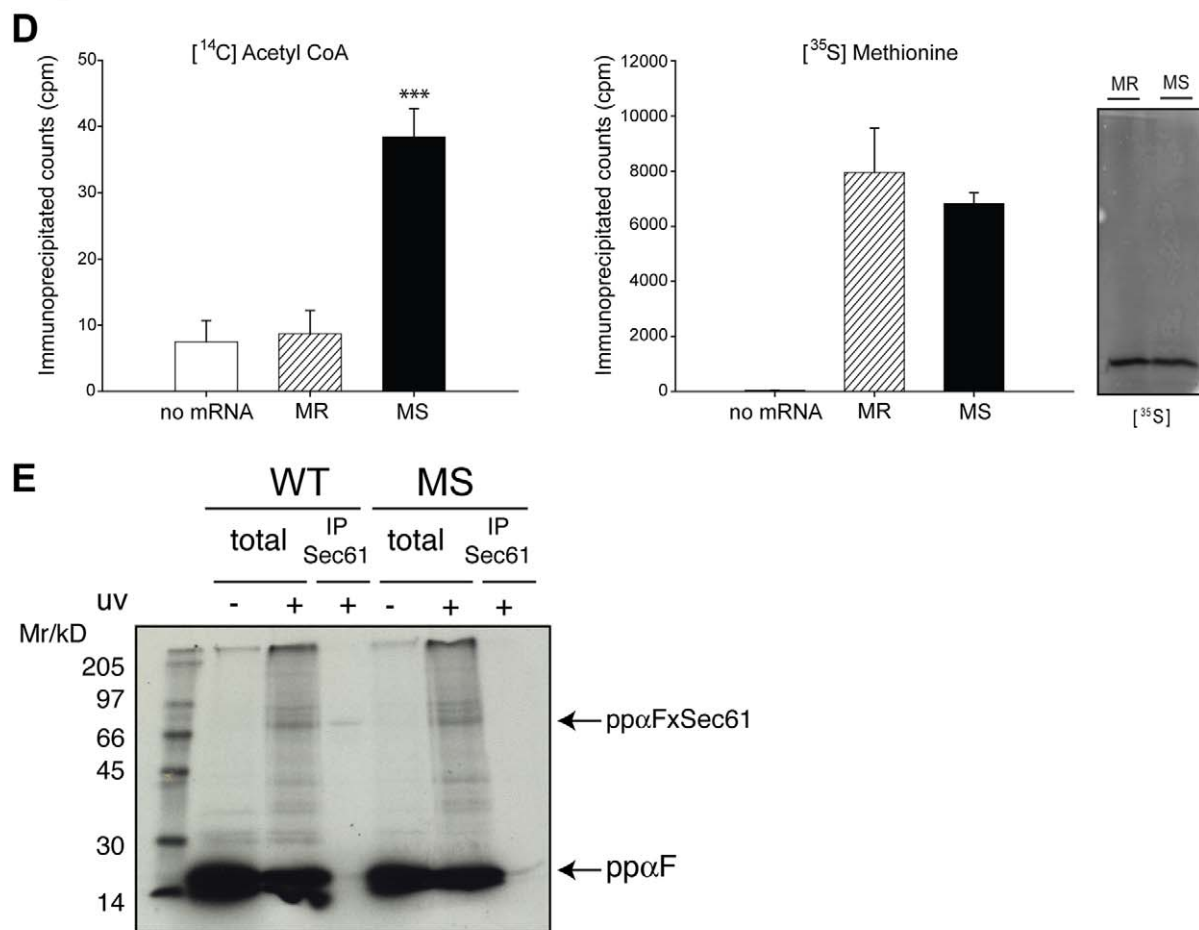 D
[¹⁴C] Acetyl CoA
Immunoprecipitated counts (cpm)
50
40
30
20
10
0
***
no mRNA MR MS
[³⁵S] Methionine
Immunoprecipitated counts (cpm)
12000
10000
8000
6000
4000
2000
0
no mRNA MR MS
MR MS
[³⁵S]
E
WT MS
total IP Sec61 total IP Sec61
uv - + + - + +
Mr/kD
205
97
66
45
30
14
ppαFxSec61
ppαF